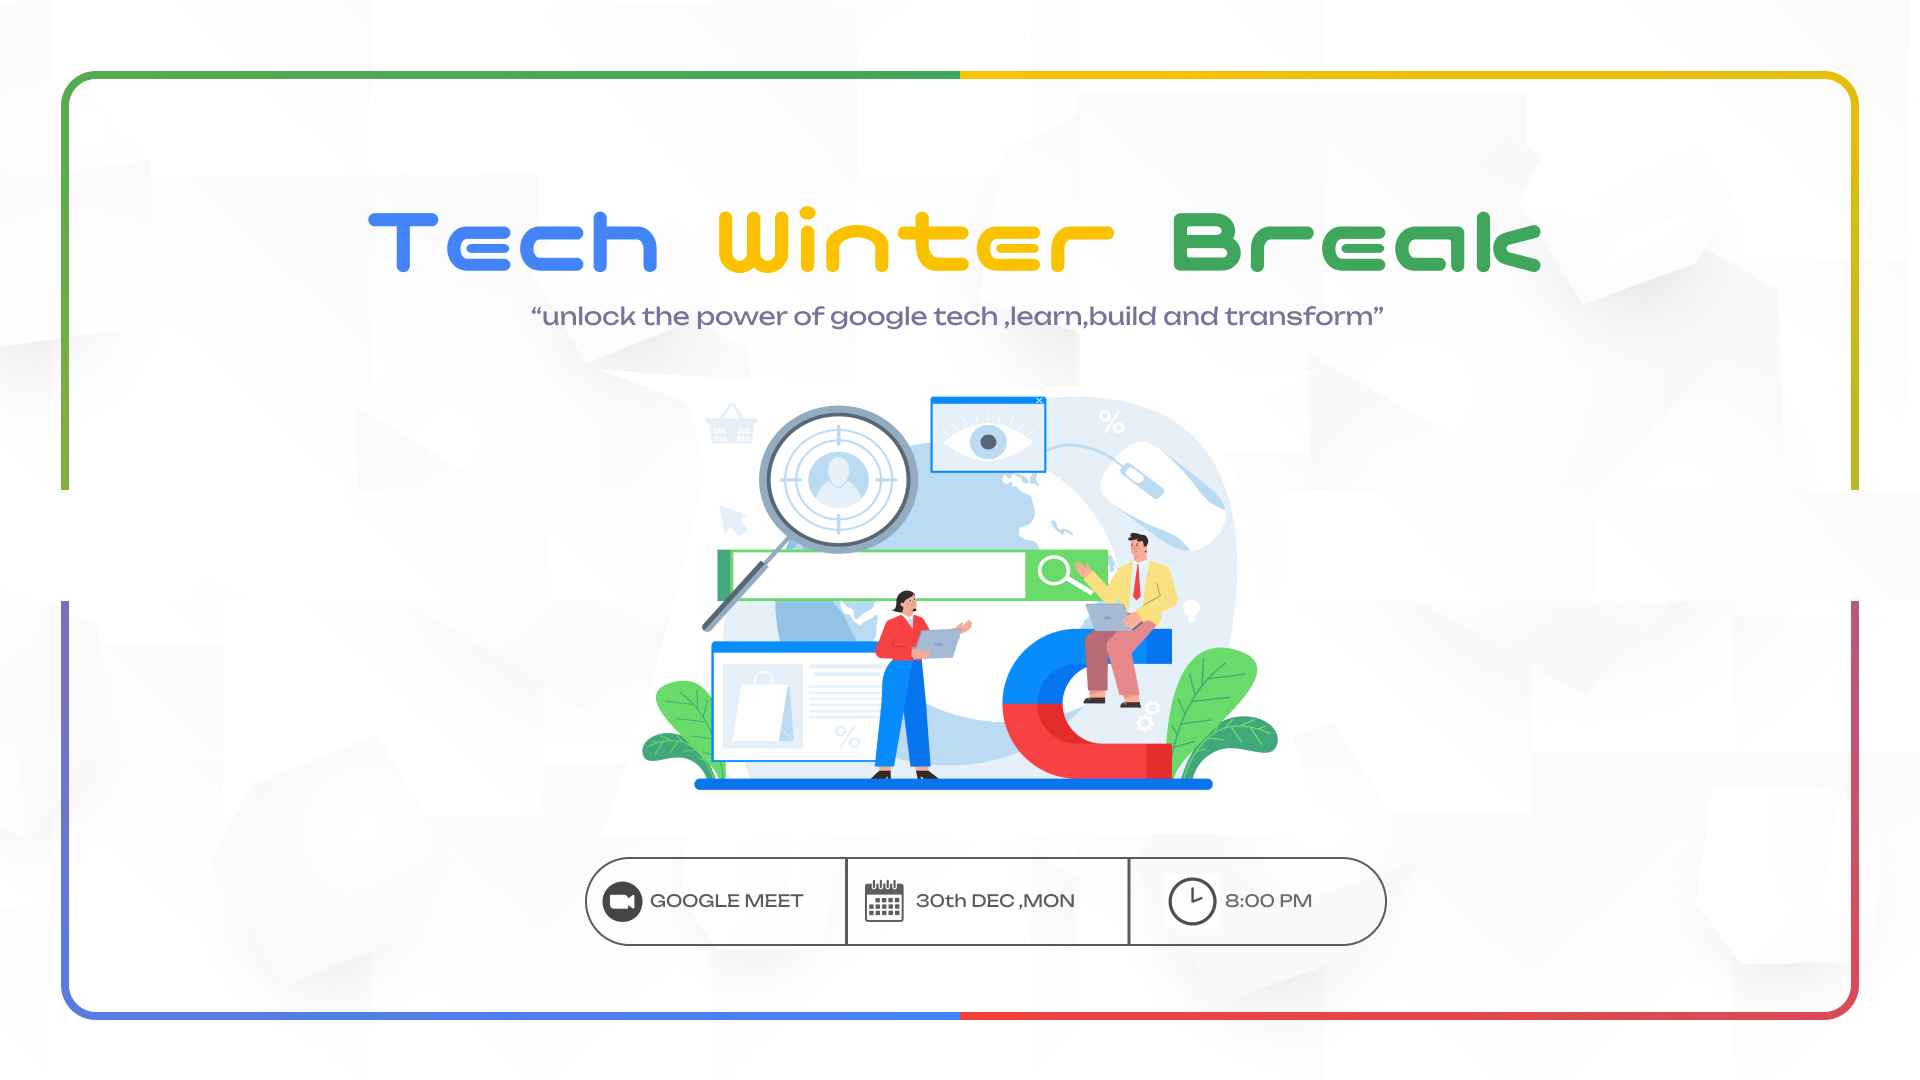 Tech Winter Break
“unlock the power of google tech ,learn,build and transform”
%
%
%
GOOGLE MEET
30th DEC ,MON
8:00 PM